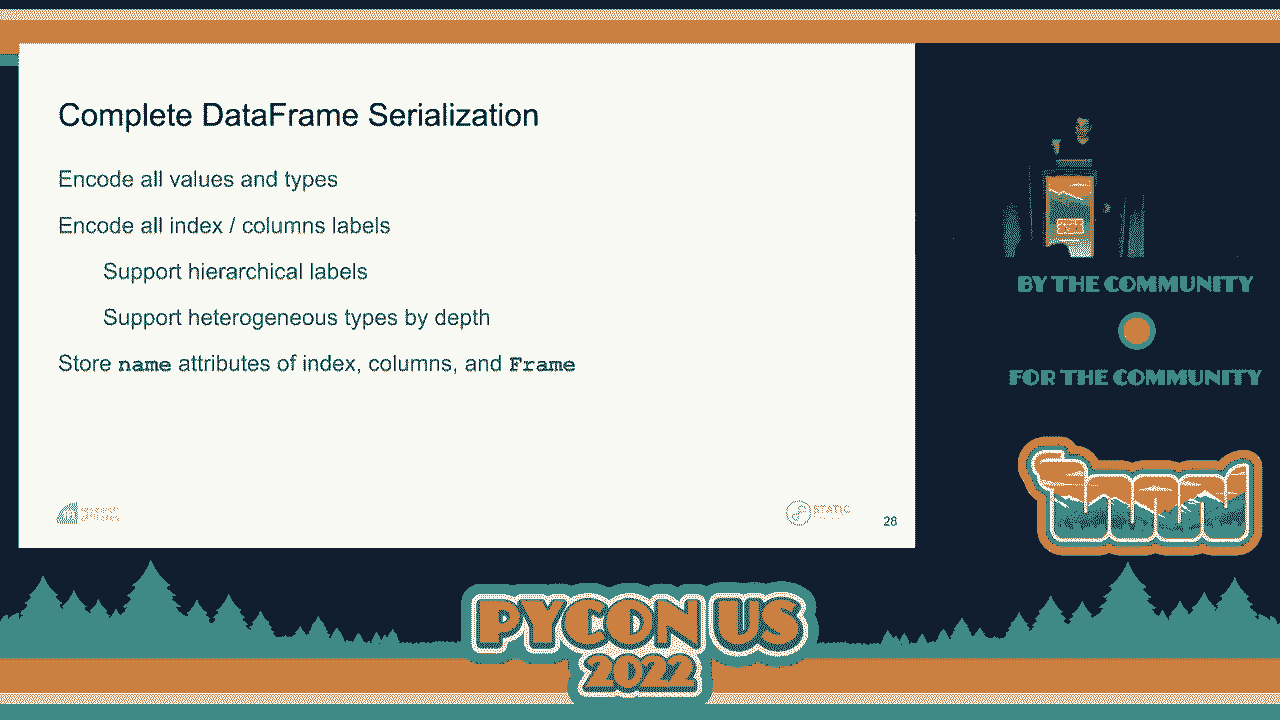 Complete DataFrame Serialization
Encode all values and types
Encode all index / columns labels
Support hierarchical labels
Support heterogeneous types by depth
Store name attributes of index, columns, and Frame
STATIC
26
BY THE COMMUNITY
FOR THE COMMUNITY
PYCON US
2022